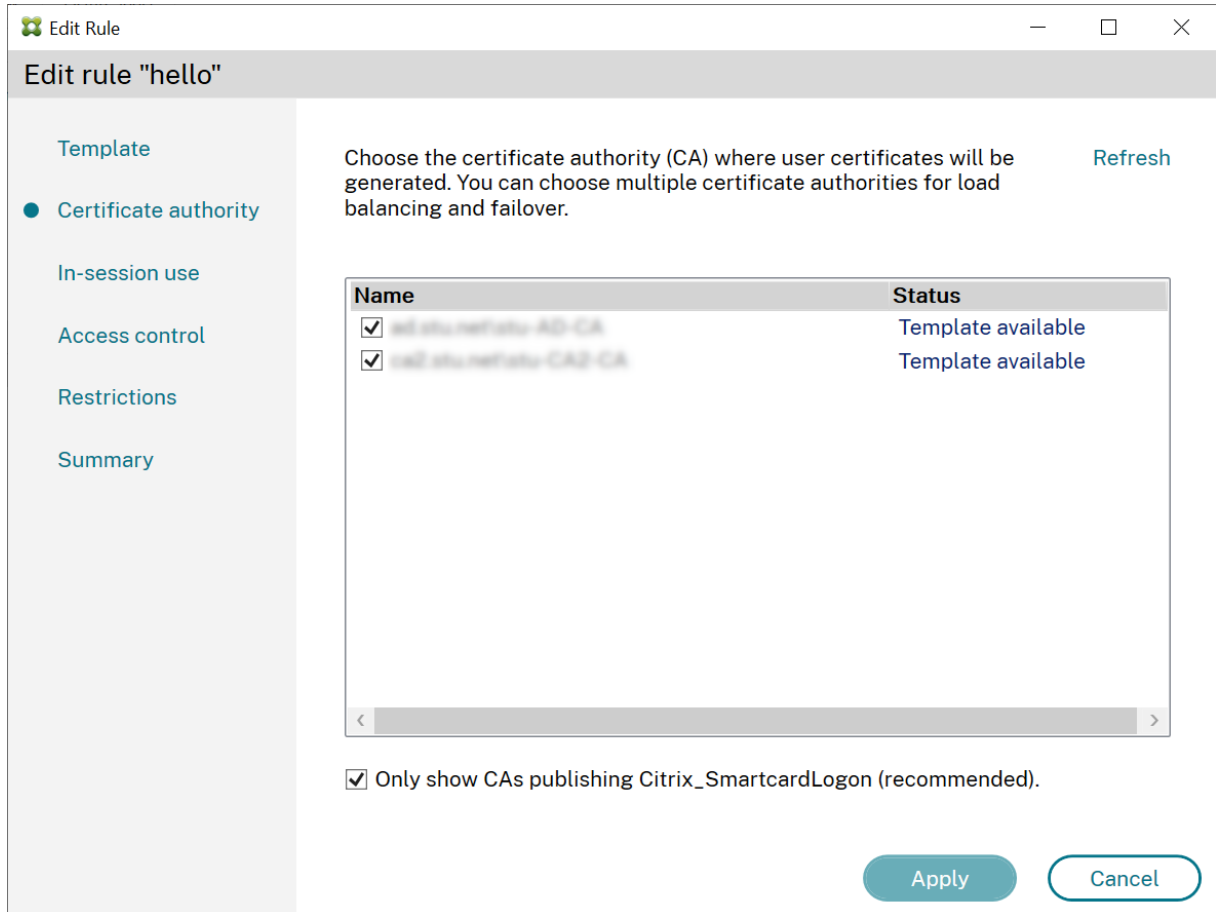 Edit Rule
Edit rule "hello"
Template
Certificate authority
In-session use
Access control
Restrictions
Summary
Choose the certificate authority (CA) where user certificates will be
generated. You can choose multiple certificate authorities for load
balancing and failover.
Refresh
Name Status
Template available
Template available
Only show CAs publishing Citrix_SmartcardLogon (recommended).
Apply Cancel